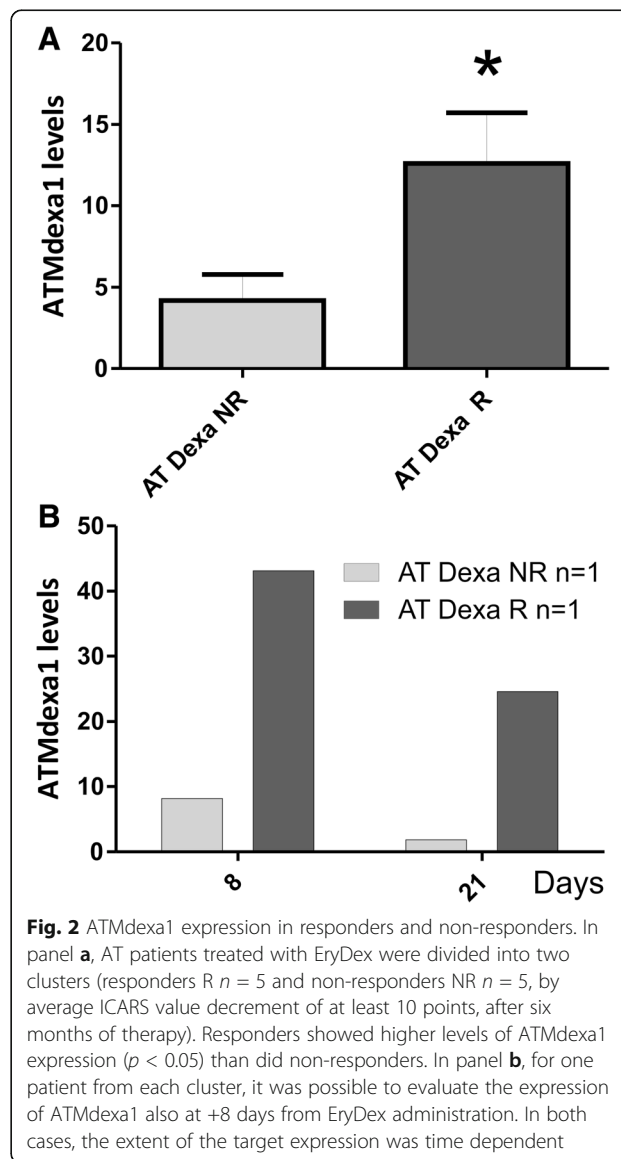 A
20
*
15
10
5
0
ATMdexa1 levels
AT Dexa NR
AT Dexa R
B
50
AT Dexa NR n=1
40
AT Dexa R n=1
30
20
10
0
ATMdexa1 levels
8
21
Days
Fig. 2 ATMdexa1 expression in responders and non-responders. In
panel a, AT patients treated with EryDex were divided into two
clusters (responders R n = 5 and non-responders NR n = 5, by
average ICARS value decrement of at least 10 points, after six
months of therapy). Responders showed higher levels of ATMdexa1
expression (p < 0.05) than did non-responders. In panel b, for one
patient from each cluster, it was possible to evaluate the expression
of ATMdexa1 also at +8 days from EryDex administration. In both
cases, the extent of the target expression was time dependent